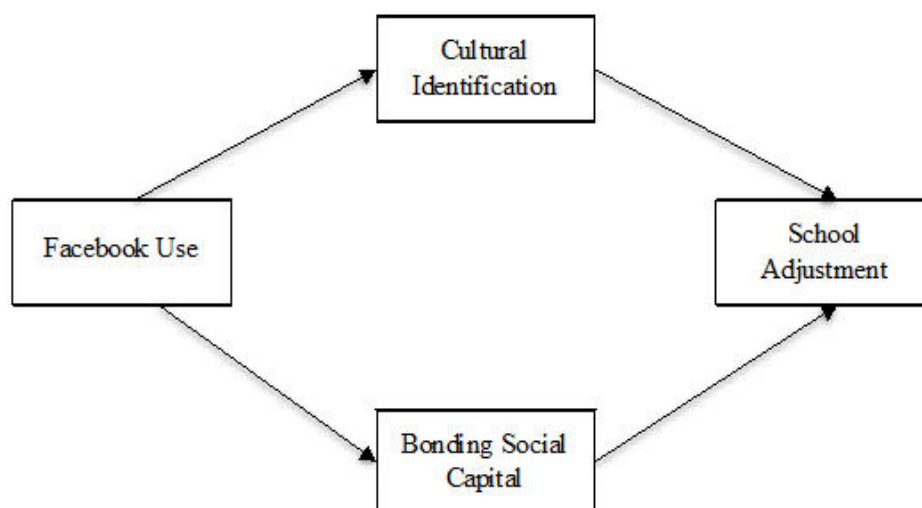 Cultural
Identification
Facebook Use
School
Adjustment
Bonding Social
Capital